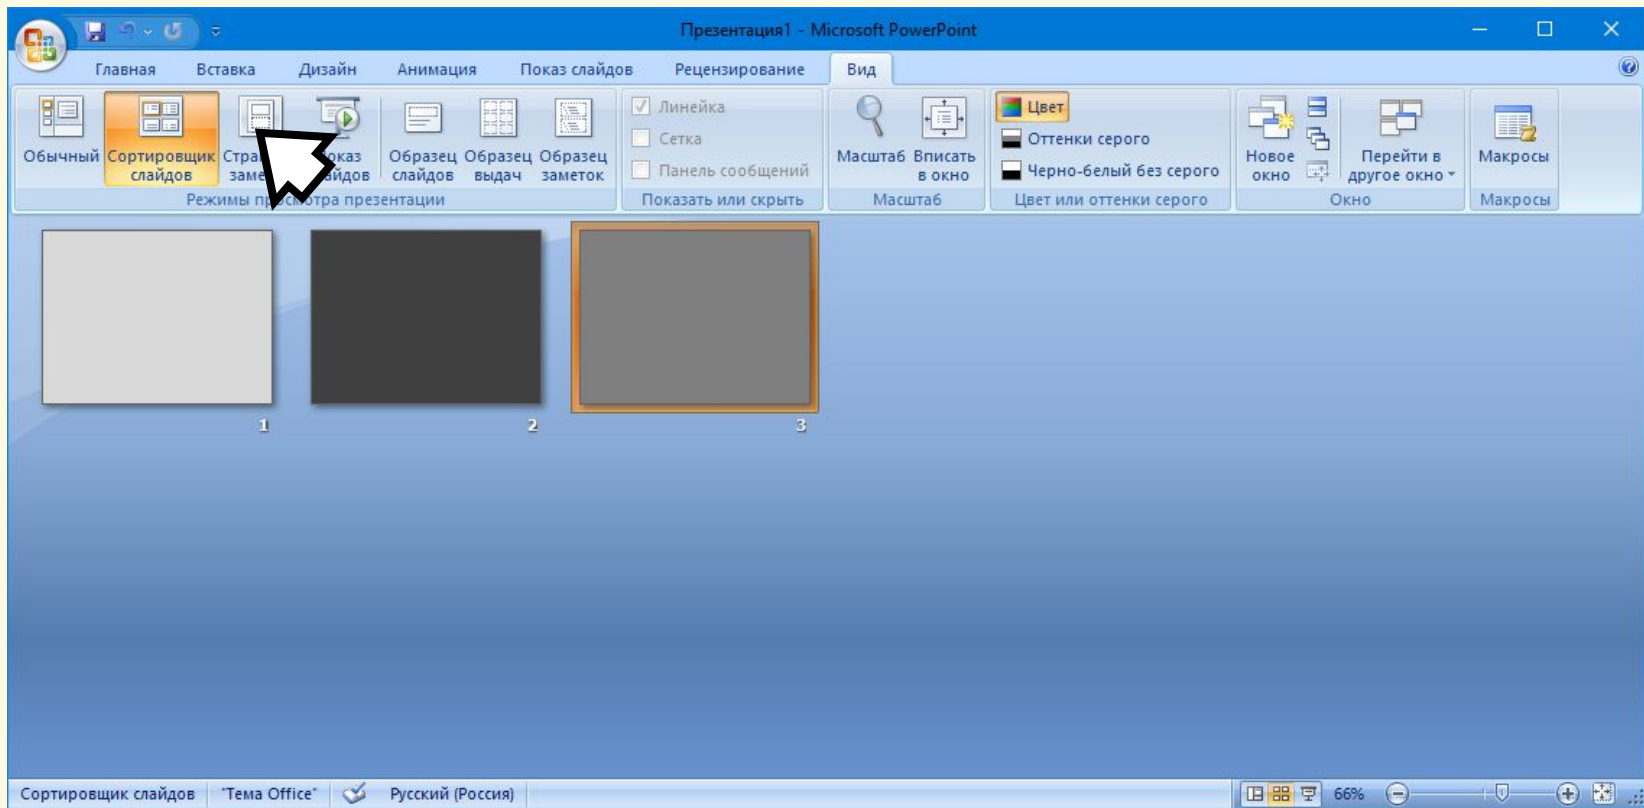 Презентация1 - Microsoft PowerPoint
Главная Вставка Дизайн Анимация Показ слайдов Рецензирование Вид
Обычный
Сортировщик
слайдов
Образец
слайдов
Образец
выдач
Образец
заметок
Режимы просмотра презентации
Линейка
Сетка
Панель сообщений
Показать или скрыть
Масштаб
Вписать
в окно
Масштаб
Цвет
Оттенки серого
Черно-белый без серого
Цвет или оттенки серого
Новое
окно
Перейти в
другое окно
Окно
Макросы
Макросы
1 2 3
Сортировщик слайдов "Тема Office" Русский (Россия) 66%